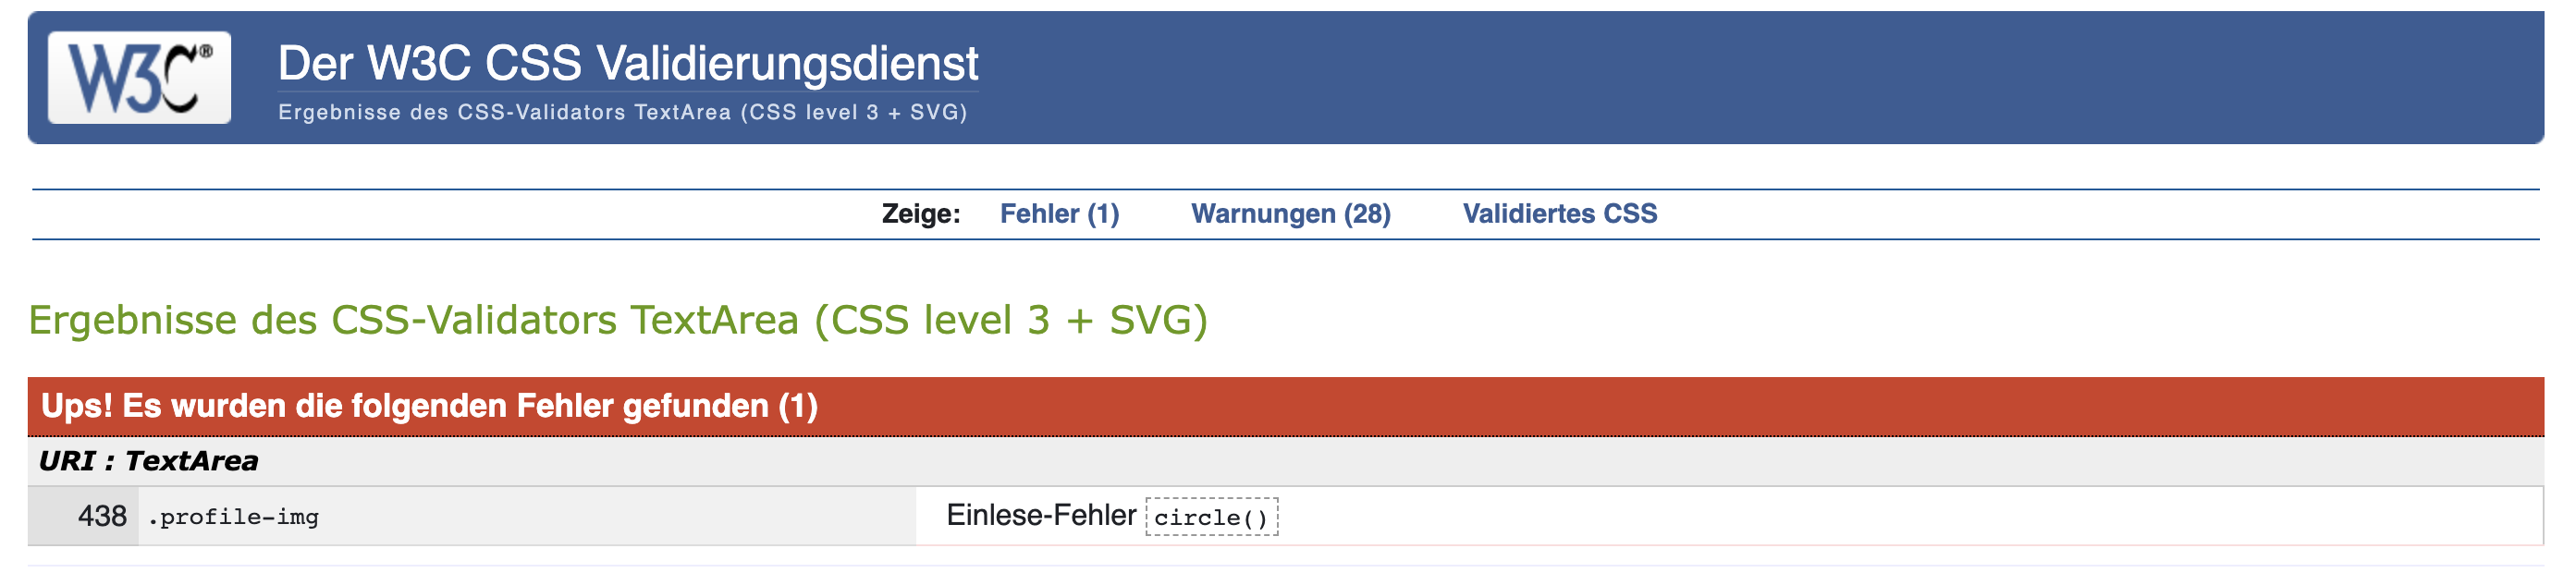 W3C®
Der W3C CSS Validierungsdienst
Ergebnisse des CSS-Validators TextArea (CSS level 3 + SVG)
Zeige: Fehler (1) Warnungen (28) Validiertes CSS
Ergebnisse des CSS-Validators TextArea (CSS level 3 + SVG)
Ups! Es wurden die folgenden Fehler gefunden (1)
URI : TextArea
438 .profile-img Einlese-Fehler circle()